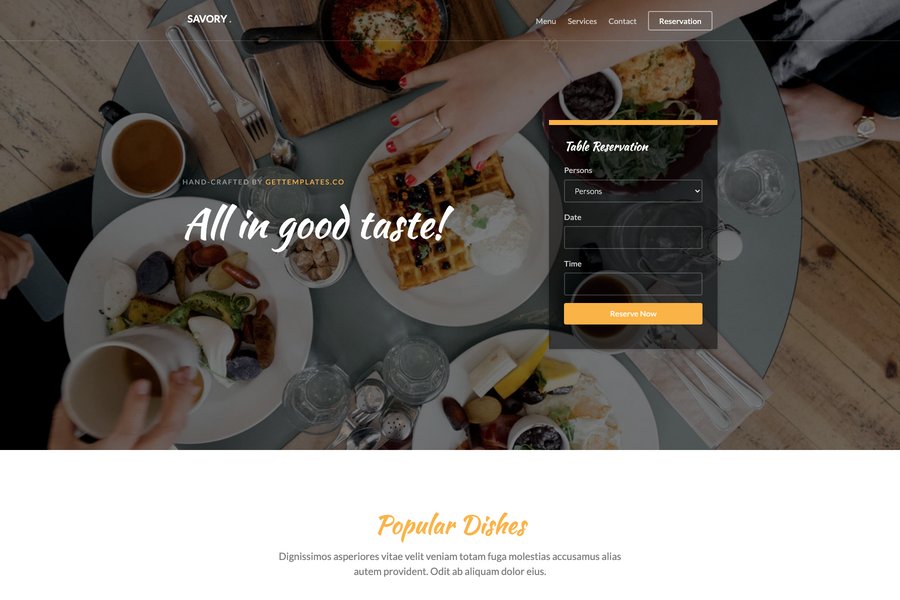 SAVORY .
Menu Services Contact Reservation
HAND-CRAFTED BY GETTEMPLATES.CO
All in good taste!
Table Reservation
Persons
Persons
Date
Time
Reserve Now
Popular Dishes
Dignissimos asperiores vitae velit veniam totam fuga molestias accusamus alias
autem provident. Odit ab aliquam dolor eius.